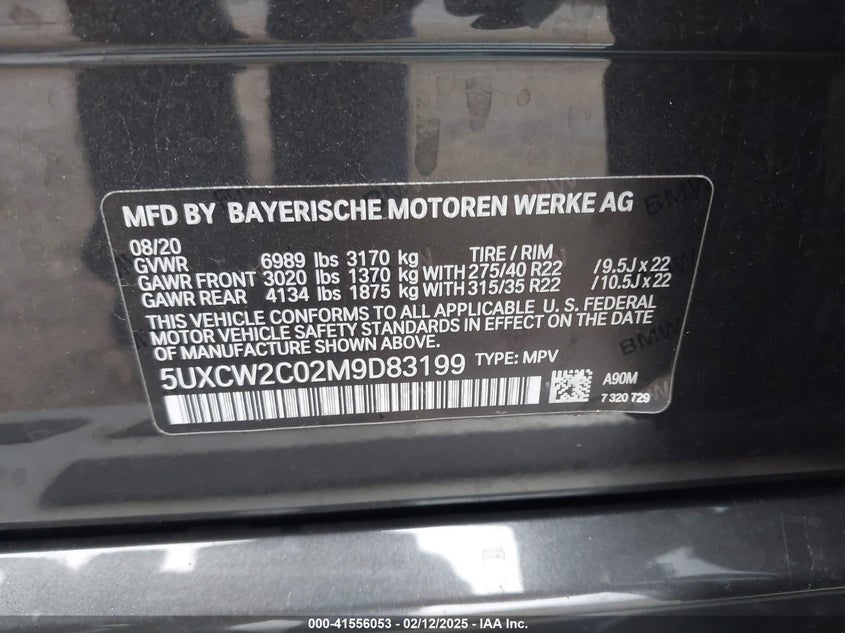 MFD BY BAYERISCHE MOTOREN WERKE AG
08/20
GVWR 6989 lbs 3170 kg TIRE / RIM
GAWR FRONT 3020 lbs 1370 kg WITH 275/40 R22 / 9.5J x 22
GAWR REAR 4134 lbs 1875 kg WITH 315/35 R22 / 10.5J x 22
THIS VEHICLE CONFORMS TO ALL APPLICABLE U. S. FEDERAL
MOTOR VEHICLE SAFETY STANDARDS IN EFFECT ON THE DATE
OF MANUFACTURE SHOWN ABOVE.
5UXCW2C02M9D83199 TYPE: MPV
A90M
7 320 729
000-41556053 - 02/12/2025 - IAA Inc.